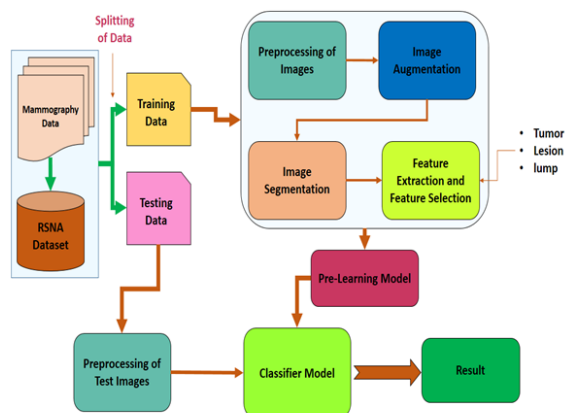 Splitting
of Data
Mammography
Data
RSNA
Dataset
Training
Data
Testing
Data
Preprocessing of
Images
Image
Augmentation
Image
Segmentation
Feature
Extraction and
Feature Selection
• Tumor
• Lesion
• lump
Pre-Learning Model
Preprocessing of
Test Images
Classifier Model
Result